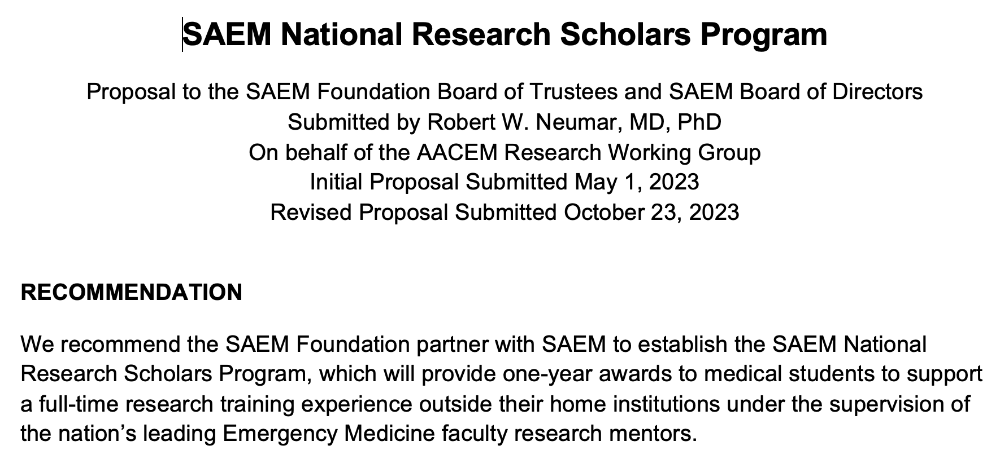 SAEM National Research Scholars Program
Proposal to the SAEM Foundation Board of Trustees and SAEM Board of Directors
Submitted by Robert W. Neumar, MD, PhD
On behalf of the AACEM Research Working Group
Initial Proposal Submitted May 1, 2023
Revised Proposal Submitted October 23, 2023
RECOMMENDATION
We recommend the SAEM Foundation partner with SAEM to establish the SAEM National
Research Scholars Program, which will provide one-year awards to medical students to support
a full-time research training experience outside their home institutions under the supervision of
the nation’s leading Emergency Medicine faculty research mentors.